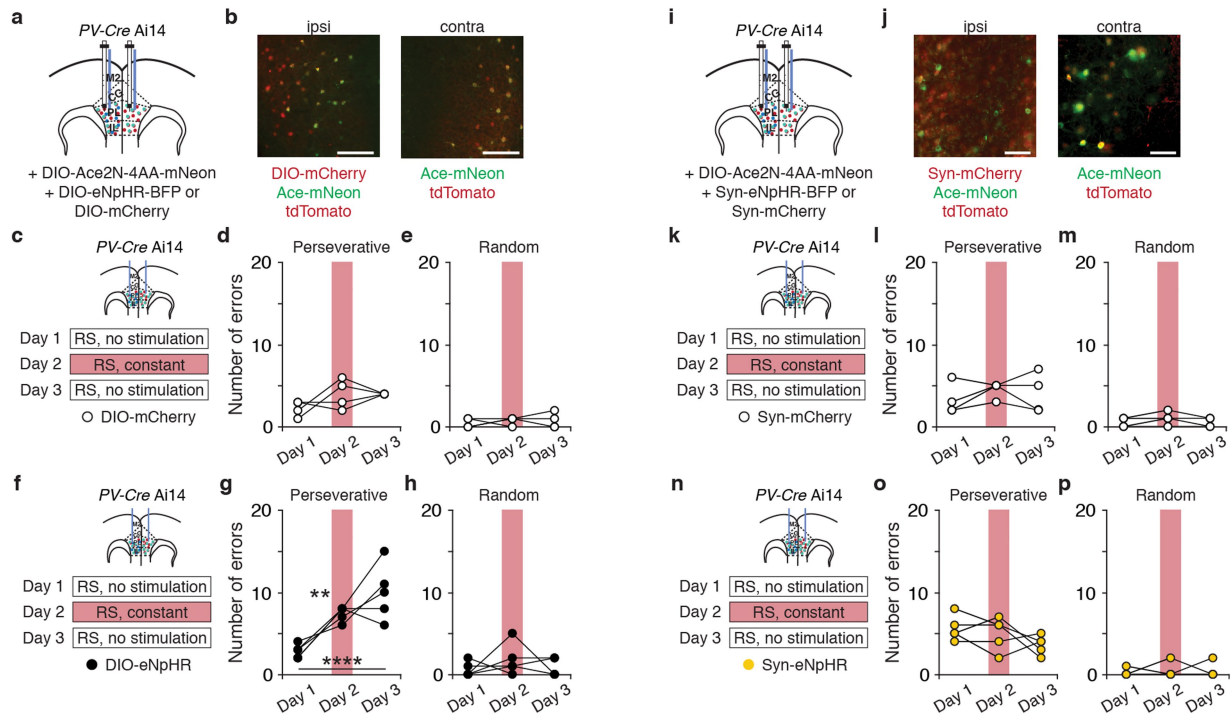 a
PV-Cre Ai14
M2
+ DIO-Ace2N-4AA-mNeon
+ DIO-eNpHR-BFP or
DIO-mCherry
b
ipsi
contra
DIO-mCherry
Ace-mNeon
tdTomato
Ace-mNeon
tdTomato
c
PV-Cre Ai14
Day 1
RS, no stimulation
Day 2
RS, constant
Day 3
RS, no stimulation
DIO-mCherry
d
Perseverative
Number of errors
20
10
0
Day 1
Day 2
Day 3
e
Random
20
10
0
Day 1
Day 2
Day 3
f
PV-Cre Ai14
Day 1
RS, no stimulation
Day 2
RS, constant
Day 3
RS, no stimulation
DIO-eNpHR
g
Perseverative
Number of errors
20
10
0
**
****
Day 1
Day 2
Day 3
h
Random
20
10
0
Day 1
Day 2
Day 3
i
PV-Cre Ai14
M2
+ DIO-Ace2N-4AA-mNeon
+ Syn-eNpHR-BFP or
Syn-mCherry
j
ipsi
contra
Syn-mCherry
Ace-mNeon
tdTomato
Ace-mNeon
tdTomato
k
PV-Cre Ai14
Day 1
RS, no stimulation
Day 2
RS, constant
Day 3
RS, no stimulation
Syn-mCherry
l
Perseverative
Number of errors
20
10
0
Day 1
Day 2
Day 3
m
Random
20
10
0
Day 1
Day 2
Day 3
n
PV-Cre Ai14
Day 1
RS, no stimulation
Day 2
RS, constant
Day 3
RS, no stimulation
Syn-eNpHR
o
Perseverative
Number of errors
20
10
0
Day 1
Day 2
Day 3
p
Random
20
10
0
Day 1
Day 2
Day 3